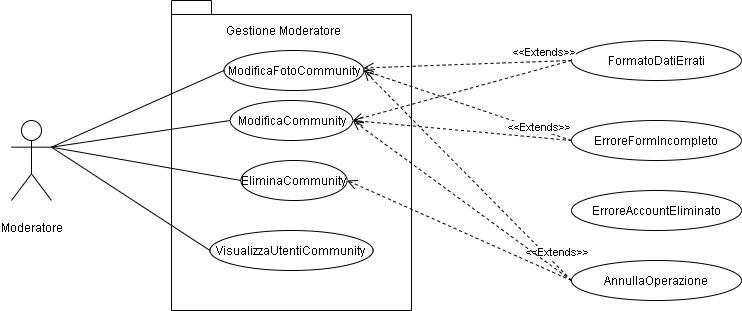 Gestione Moderatore
<<Extends>>
FormatoDatiErrati
ModificaFotoCommunity
ModificaCommunity
<<Extends>>
ErroreFormIncompleto
EliminaCommunity
ErroreAccountEliminato
Moderatore
VisualizzaUtentiCommunity
<<Extends>>
AnnullaOperazione